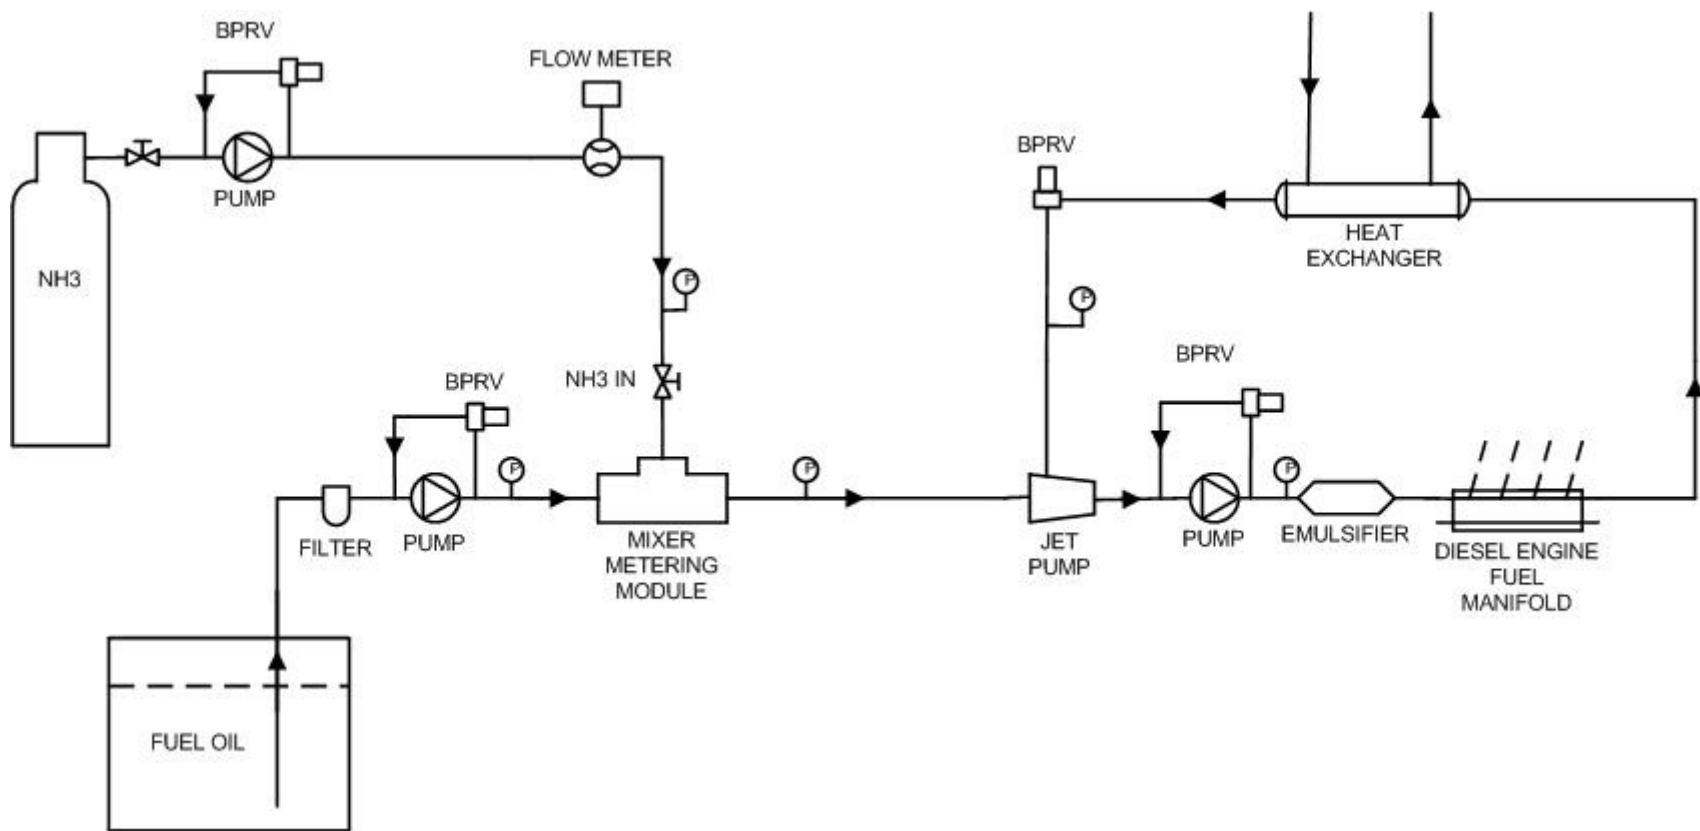 BPRV
FLOW METER
PUMP
NH3
P
NH3 IN
BPRV
P
FILTER
PUMP
MIXER
METERING
MODULE
P
FUEL OIL
BPRV
HEAT
EXCHANGER
P
BPRV
P
JET
PUMP
PUMP
EMULSIFIER
DIESEL ENGINE
FUEL
MANIFOLD